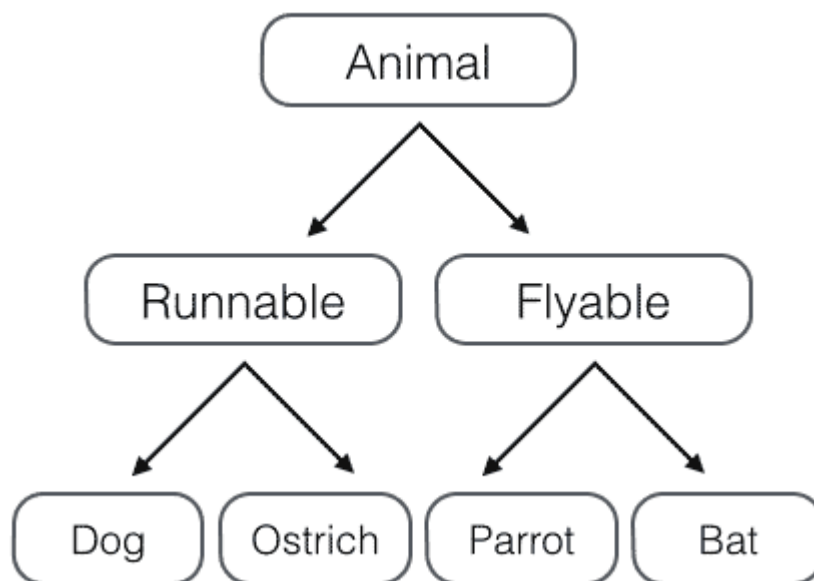 Animal
Runnable
Flyable
Dog
Ostrich
Parrot
Bat